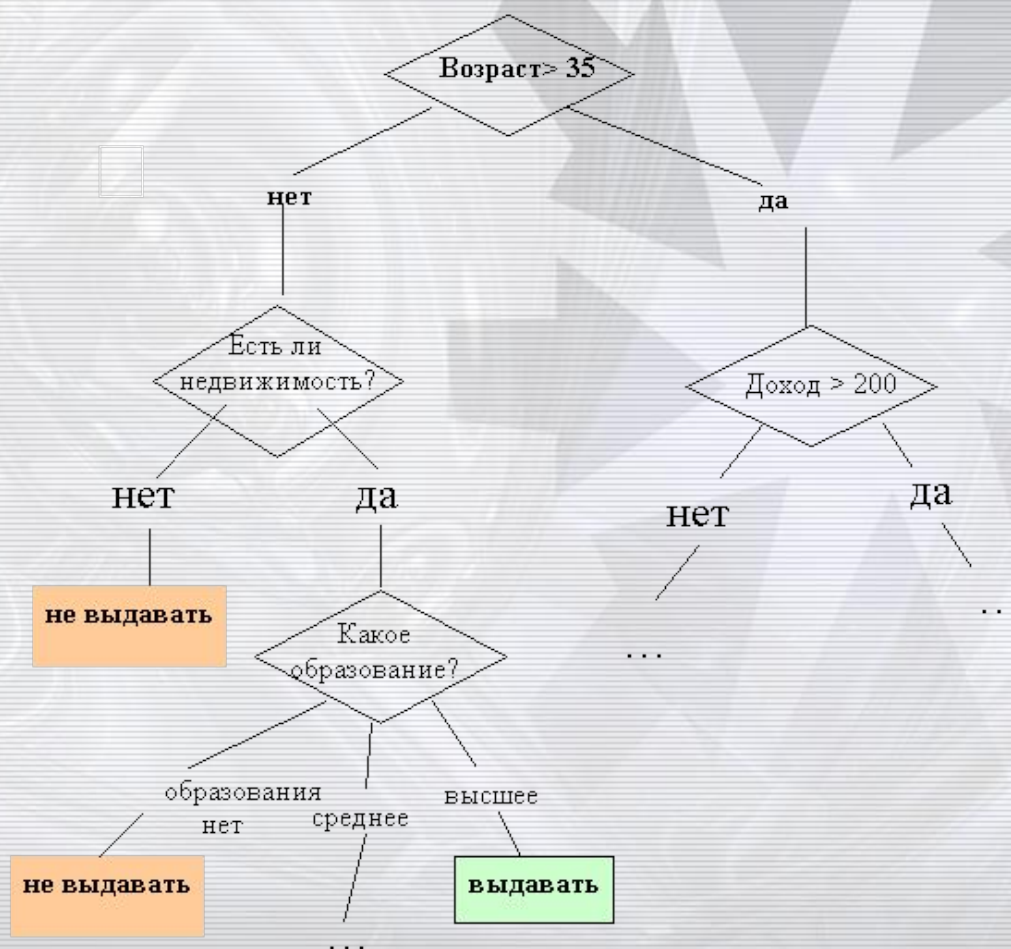 Возраст> 35
нет
да
Есть ли
недвижимость?
Доход > 200
нет
да
нет
да
. .
не выдавать
Какое
образование?
. . .
образования
нет
среднее
высшее
не выдавать
выдавать
. . .